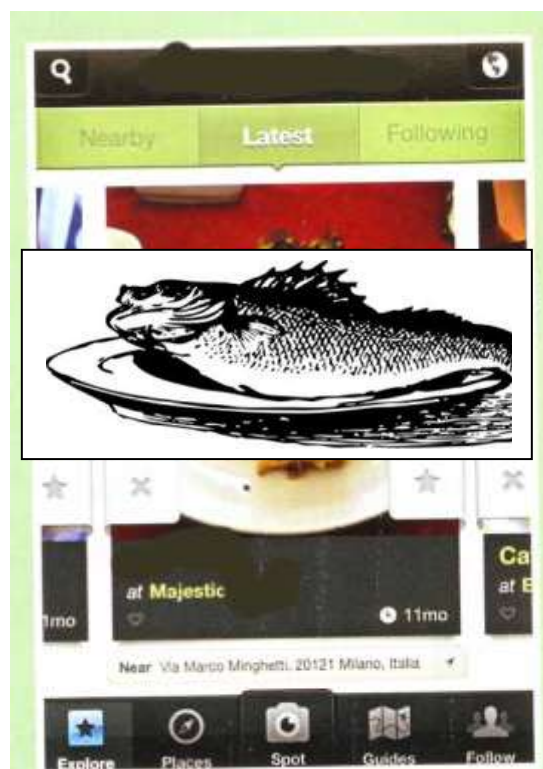 Nearby Latest Following
Ca
at Majestic
at E
1mo
11mo
Near Via Marco Minghetti, 20121 Milano, Italia
Explore Places Spot Guides Follow